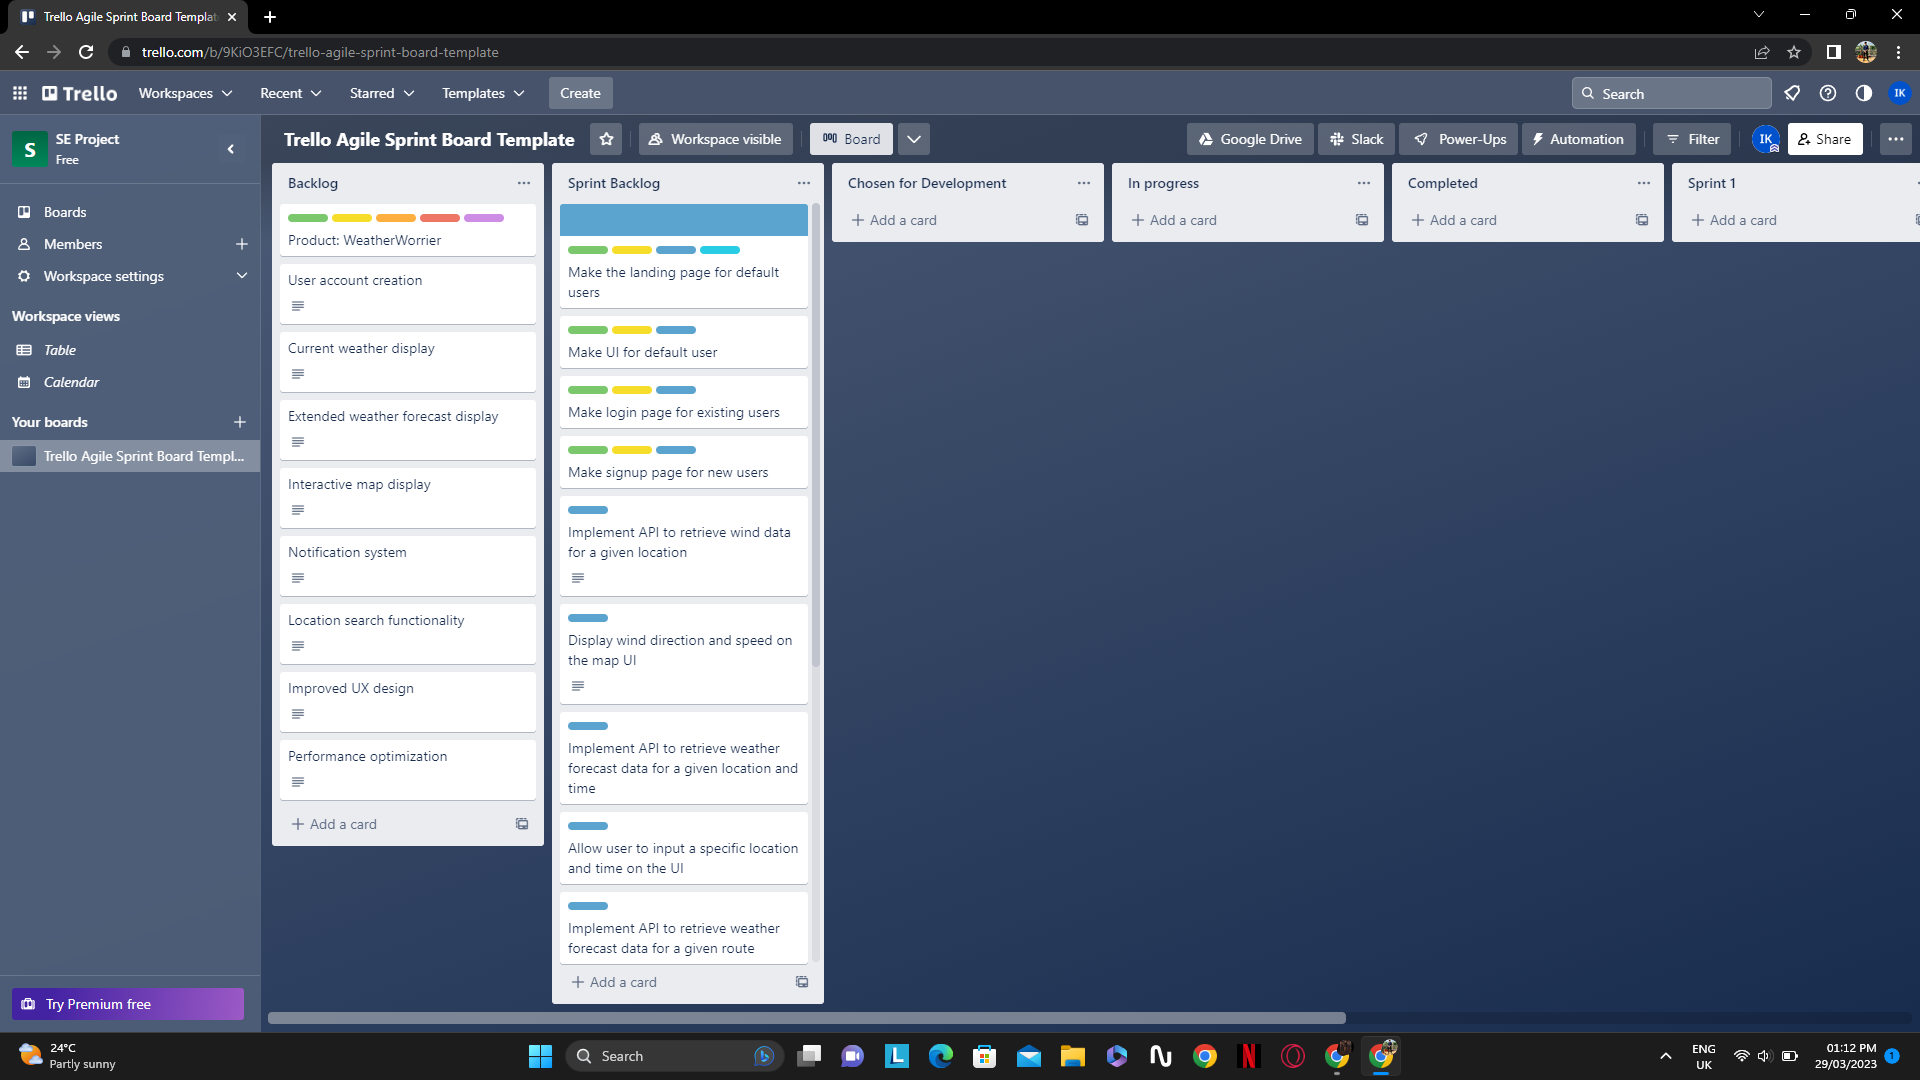 Trello Agile Sprint Board Templat
trello.com/b/9KiO3EFC/trello-agile-sprint-board-template
Trello
Workspaces
Recent
Starred
Templates
Create
Search
IK
S
SE Project
Free
Trello Agile Sprint Board Template
Workspace visible
Board
Google Drive
Slack
Power-Ups
Automation
Filter
IK
Share
Boards
Members
Workspace settings
Workspace views
Table
Calendar
Your boards
Trello Agile Sprint Board Templ...
Try Premium free
Backlog
Product: WeatherWorrier
User account creation
Current weather display
Extended weather forecast display
Interactive map display
Notification system
Location search functionality
Improved UX design
Performance optimization
Add a card
Sprint Backlog
Make the landing page for default
users
Make UI for default user
Make login page for existing users
Make signup page for new users
Implement API to retrieve wind data
for a given location
Display wind direction and speed on
the map UI
Implement API to retrieve weather
forecast data for a given location and
time
Allow user to input a specific location
and time on the UI
Implement API to retrieve weather
forecast data for a given route
Add a card
Chosen for Development
Add a card
In progress
Add a card
Completed
Add a card
Sprint 1
Add a card
24°C
Partly sunny
Search
L
N
ENG
UK
01:12 PM
29/03/2023
1